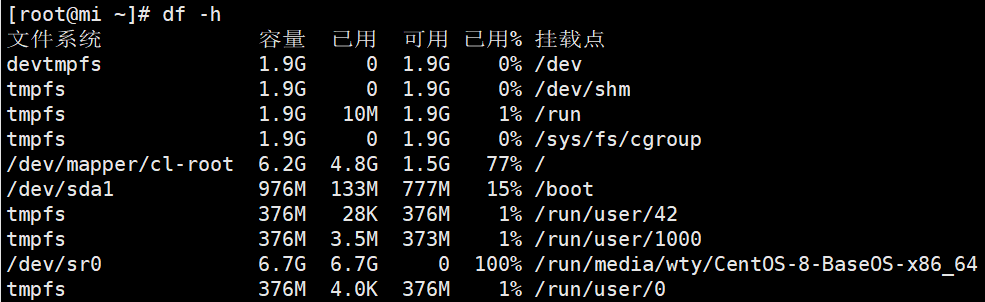 [root@mi ~]# df -h
文件系统 容量 已用 可用 已用% 挂载点
devtmpfs 1.9G 0 1.9G 0% /dev
tmpfs 1.9G 0 1.9G 0% /dev/shm
tmpfs 1.9G 10M 1.9G 1% /run
tmpfs 1.9G 0 1.9G 0% /sys/fs/cgroup
/dev/mapper/cl-root 6.2G 4.8G 1.5G 77% /
/dev/sda1 976M 133M 777M 15% /boot
tmpfs 376M 28K 376M 1% /run/user/42
tmpfs 376M 3.5M 373M 1% /run/user/1000
/dev/sr0 6.7G 6.7G 0 100% /run/media/wty/CentOS-8-BaseOS-x86_64
tmpfs 376M 4.0K 376M 1% /run/user/0